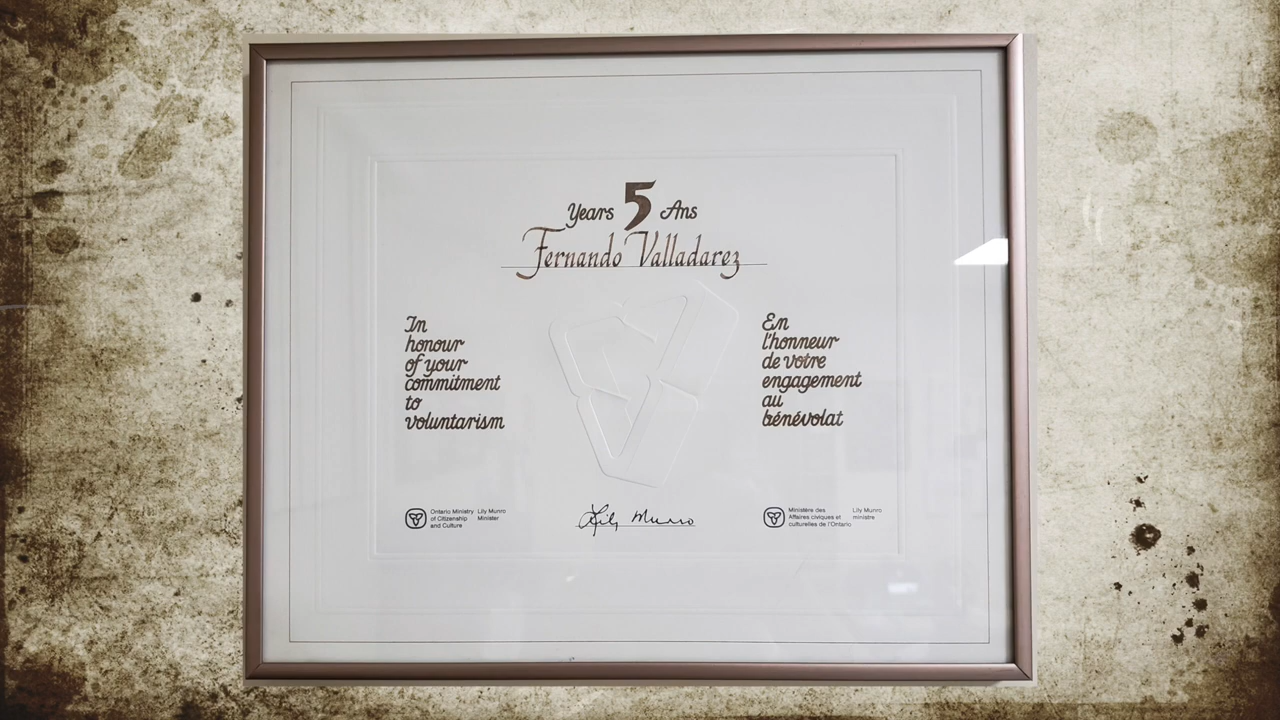 Years 5 Ans
Fernando Valladarez
In
honour
of your
commitment
to
voluntarism
En
l'honneur
de votre
engagement
au
bénévolat
Ontario Ministry
of Citizenship
and Culture
Lily Munro
Minister
Lily Munro
Ministère des
Affaires civiques et
culturelles de l'Ontario
Lily Munro
ministre